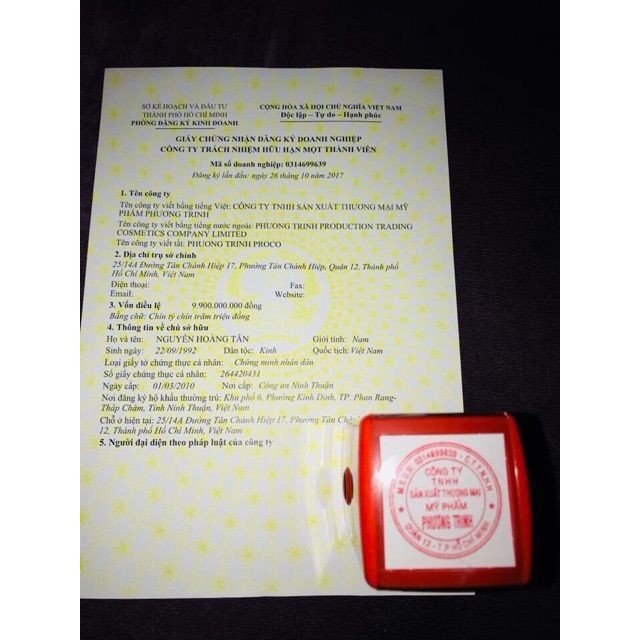 SỞ KẾ HOẠCH VÀ ĐẦU TƯ
THÀNH PHỐ HỒ CHÍ MINH
PHÒNG ĐĂNG KÝ KINH DOANH
CỘNG HÒA XÃ HỘI CHỦ NGHĨA VIỆT NAM
Độc lập – Tự do – Hạnh phúc
GIẤY CHỨNG NHẬN ĐĂNG KÝ DOANH NGHIỆP
CÔNG TY TRÁCH NHIỆM HỮU HẠN MỘT THÀNH VIÊN
Mã số doanh nghiệp: 0314699639
Đăng ký lần đầu: ngày 26 tháng 10 năm 2017
1. Tên công ty
Tên công ty viết bằng tiếng Việt: CÔNG TY TNHH SẢN XUẤT THƯƠNG MẠI MỸ
PHẨM PHƯƠNG TRINH
Tên công ty viết bằng tiếng nước ngoài: PHUONG TRINH PRODUCTION TRADING
COSMETICS COMPANY LIMITED
Tên công ty viết tắt: PHUONG TRINH PROCO
2. Địa chỉ trụ sở chính
25/14A Đường Tân Chánh Hiệp 17, Phường Tân Chánh Hiệp, Quận 12, Thành phố
Hồ Chí Minh, Việt Nam
Điện thoại: Fax:
Email: Website:
3. Vốn điều lệ 9.900.000.000 đồng
Bằng chữ: Chín tỷ chín trăm triệu đồng
4. Thông tin về chủ sở hữu
Họ và tên: NGUYỄN HOÀNG TÂN Giới tính: Nam
Sinh ngày: 22/09/1992 Dân tộc: Kinh Quốc tịch: Việt Nam
Loại giấy tờ chứng thực cá nhân: Chứng minh nhân dân
Số giấy chứng thực cá nhân: 264420431
Ngày cấp: 01/03/2010 Nơi cấp: Công an Ninh Thuận
Nơi đăng ký hộ khẩu thường trú: Khu phố 6, Phường Kinh Dinh, TP. Phan Rang-
Tháp Chàm, Tỉnh Ninh Thuận, Việt Nam
Chỗ ở hiện tại: 25/14A Đường Tân Chánh Hiệp 17, Phường Tân
12, Thành phố Hồ Chí Minh, Việt Nam
5. Người đại diện theo pháp luật của công ty
M.S.D.N: 0314699639 - C.T.T.N.H.H
CÔNG TY
TNHH
SẢN XUẤT THƯƠNG MẠI
MỸ PHẨM
PHƯƠNG TRINH
QUẬN 12 - T.P HỒ CHÍ MINH